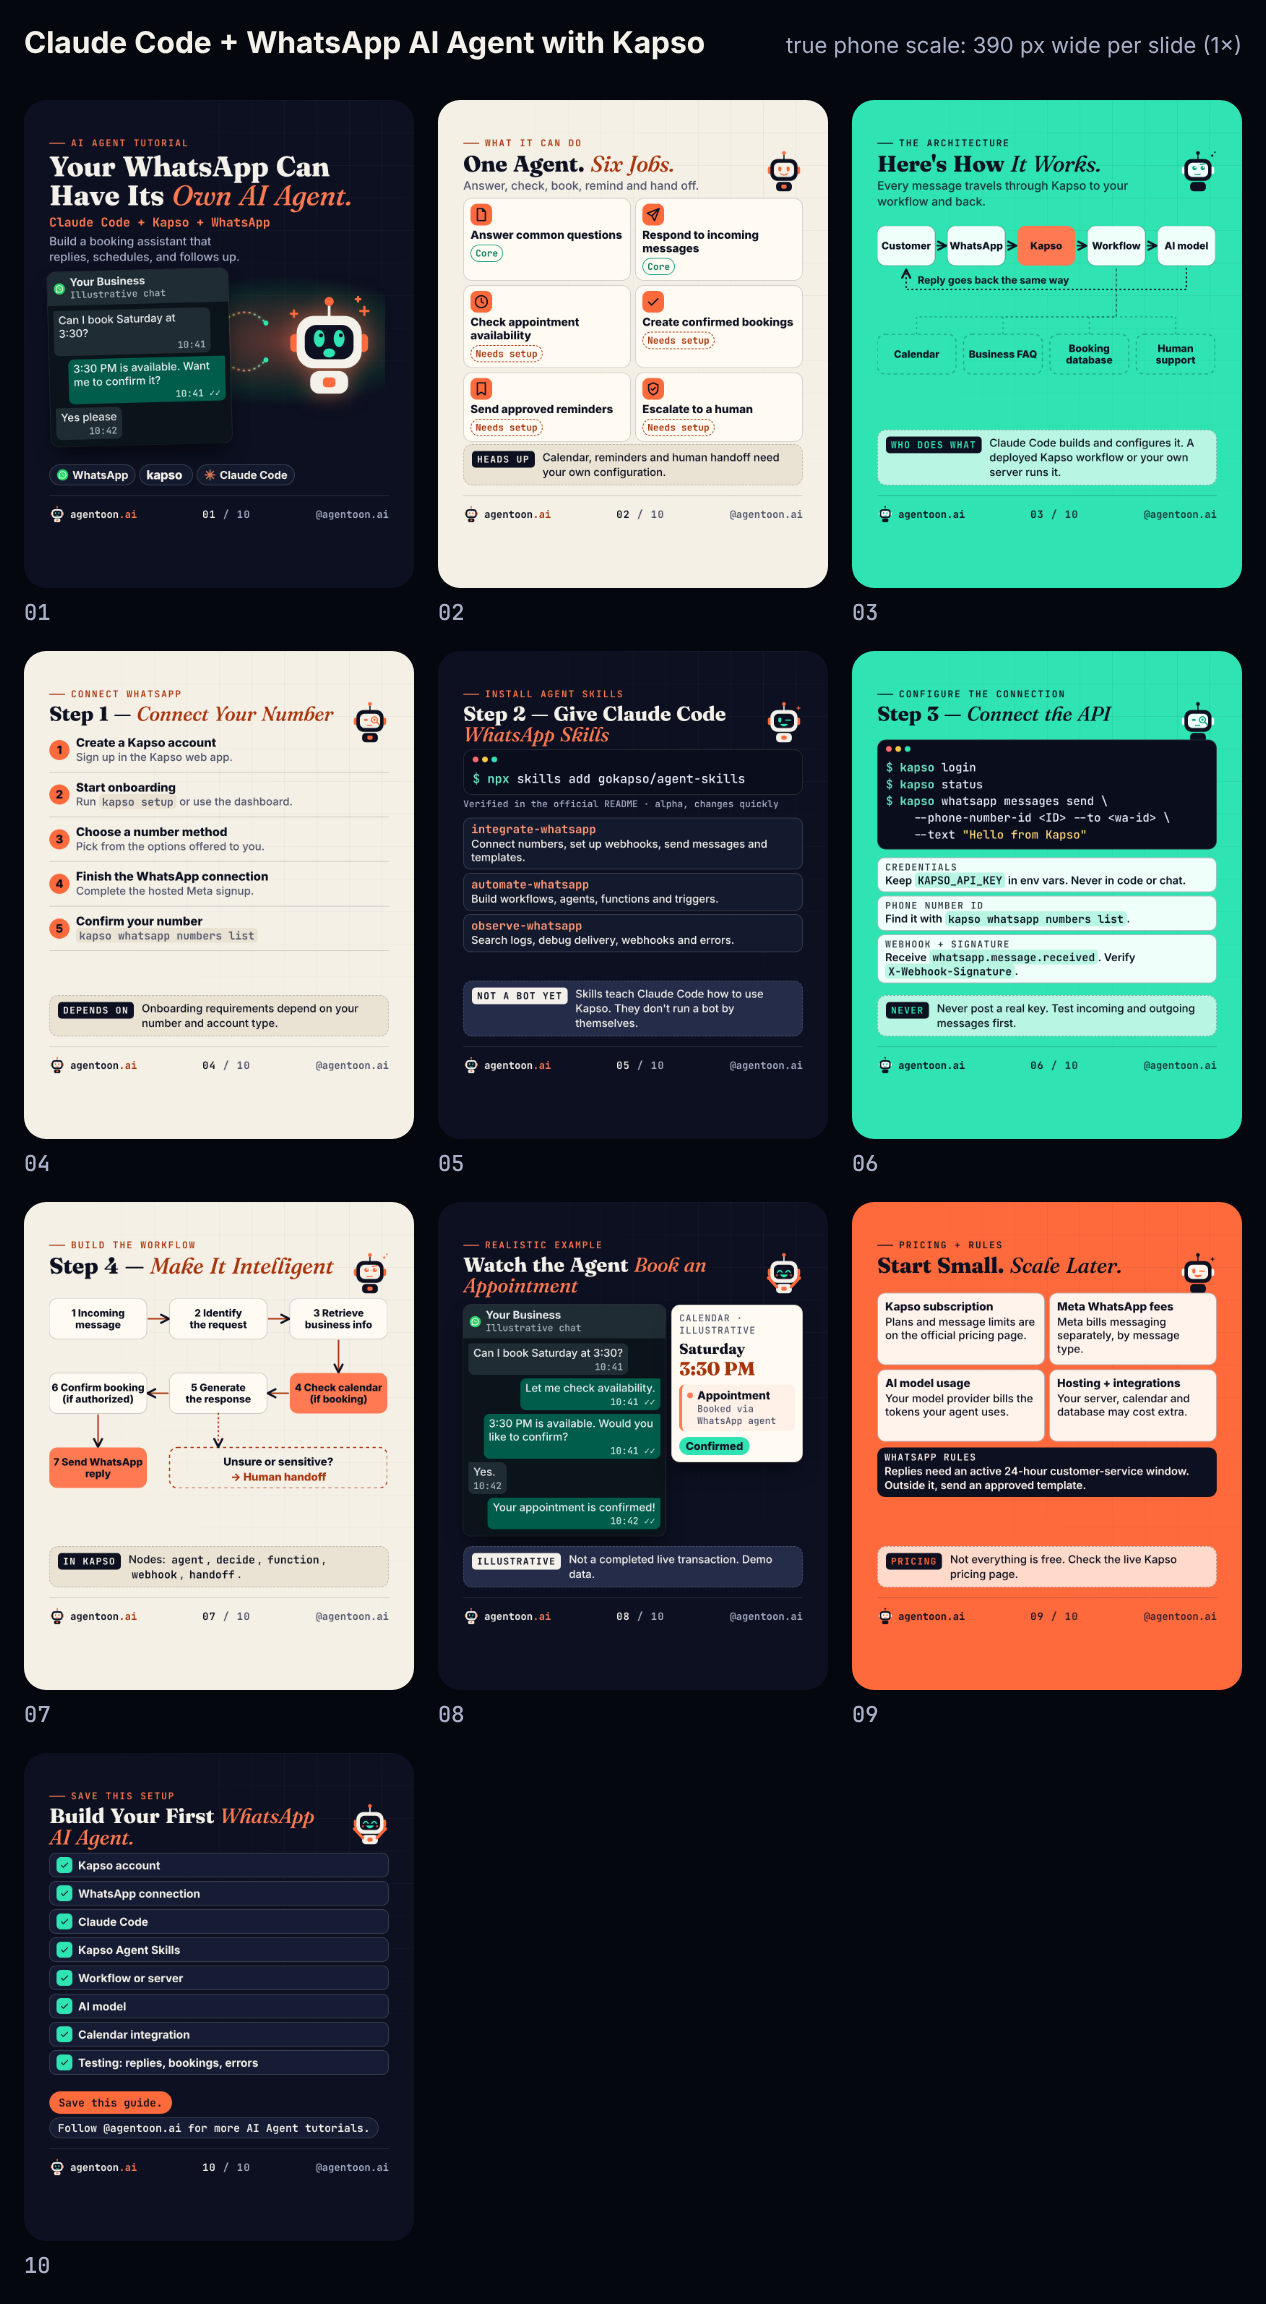 Claude Code + WhatsApp AI Agent with Kapso
true phone scale: 390 px wide per slide (1×)
AI AGENT TUTORIAL
Your WhatsApp Can
Have Its Own AI Agent.
Claude Code + Kapso + WhatsApp
Build a booking assistant that
replies, schedules, and follows up.
Your Business
Illustrative chat
Can I book Saturday at
3:30?
10:41
3:30 PM is available. Want
me to confirm it?
10:41 ✓✓
Yes please
10:42
WhatsApp
kapso
Claude Code
agentoon.ai
01 / 10
@agentoon.ai
01
WHAT IT CAN DO
One Agent. Six Jobs.
Answer, check, book, remind and hand off.
Answer common questions
Core
Respond to incoming
messages
Core
Check appointment
availability
Needs setup
Create confirmed bookings
Needs setup
Send approved reminders
Needs setup
Escalate to a human
Needs setup
HEADS UP
Calendar, reminders and human handoff need
your own configuration.
agentoon.ai
02 / 10
@agentoon.ai
02
THE ARCHITECTURE
Here's How It Works.
Every message travels through Kapso to your
workflow and back.
Customer
WhatsApp
Kapso
Workflow
AI model
Reply goes back the same way
Calendar
Business FAQ
Booking
database
Human
support
WHO DOES WHAT
Claude Code builds and configures it. A
deployed Kapso workflow or your own
server runs it.
agentoon.ai
03 / 10
@agentoon.ai
03
CONNECT WHATSAPP
Step 1 — Connect Your Number
1
Create a Kapso account
Sign up in the Kapso web app.
2
Start onboarding
Run kapso setup or use the dashboard.
3
Choose a number method
Pick from the options offered to you.
4
Finish the WhatsApp connection
Complete the hosted Meta signup.
5
Confirm your number
kapso whatsapp numbers list
DEPENDS ON
Onboarding requirements depend on your
number and account type.
agentoon.ai
04 / 10
@agentoon.ai
04
INSTALL AGENT SKILLS
Step 2 — Give Claude Code
WhatsApp Skills
$ npx skills add gokapso/agent-skills
Verified in the official README · alpha, changes quickly
integrate-whatsapp
Connect numbers, set up webhooks, send messages and
templates.
automate-whatsapp
Build workflows, agents, functions and triggers.
observe-whatsapp
Search logs, debug delivery, webhooks and errors.
NOT A BOT YET
Skills teach Claude Code how to use
Kapso. They don't run a bot by
themselves.
agentoon.ai
05 / 10
@agentoon.ai
05
CONFIGURE THE CONNECTION
Step 3 — Connect the API
$ kapso login
$ kapso status
$ kapso whatsapp messages send \
--phone-number-id <ID> --to <wa-id> \
--text "Hello from Kapso"
CREDENTIALS
Keep KAPSO_API_KEY in env vars. Never in code or chat.
PHONE NUMBER ID
Find it with kapso whatsapp numbers list.
WEBHOOK + SIGNATURE
Receive whatsapp.message.received. Verify
X-Webhook-Signature.
NEVER
Never post a real key. Test incoming and outgoing
messages first.
agentoon.ai
06 / 10
@agentoon.ai
06
BUILD THE WORKFLOW
Step 4 — Make It Intelligent
1 Incoming
message
2 Identify
the request
3 Retrieve
business info
6 Confirm booking
(if authorized)
5 Generate
the response
4 Check calendar
(if booking)
7 Send WhatsApp
reply
Unsure or sensitive?
→ Human handoff
IN KAPSO
Nodes: agent, decide, function,
webhook, handoff.
agentoon.ai
07 / 10
@agentoon.ai
07
REALISTIC EXAMPLE
Watch the Agent Book an
Appointment
Your Business
Illustrative chat
Can I book Saturday at 3:30?
10:41
Let me check availability.
10:41 ✓✓
3:30 PM is available. Would you
like to confirm?
10:41 ✓✓
Yes.
10:42
Your appointment is confirmed!
10:42 ✓✓
CALENDAR ·
ILLUSTRATIVE
Saturday
3:30 PM
Appointment
Booked via
WhatsApp agent
Confirmed
ILLUSTRATIVE
Not a completed live transaction. Demo
data.
agentoon.ai
08 / 10
@agentoon.ai
08
PRICING + RULES
Start Small. Scale Later.
Kapso subscription
Plans and message limits are
on the official pricing page.
Meta WhatsApp fees
Meta bills messaging
separately, by message
type.
AI model usage
Your model provider bills the
tokens your agent uses.
Hosting + integrations
Your server, calendar and
database may cost extra.
WHATSAPP RULES
Replies need an active 24-hour customer-service window.
Outside it, send an approved template.
PRICING
Not everything is free. Check the live Kapso
pricing page.
agentoon.ai
09 / 10
@agentoon.ai
09
SAVE THIS SETUP
Build Your First WhatsApp
AI Agent.
Kapso account
WhatsApp connection
Claude Code
Kapso Agent Skills
Workflow or server
AI model
Calendar integration
Testing: replies, bookings, errors
Save this guide.
Follow @agentoon.ai for more AI Agent tutorials.
agentoon.ai
10 / 10
@agentoon.ai
10